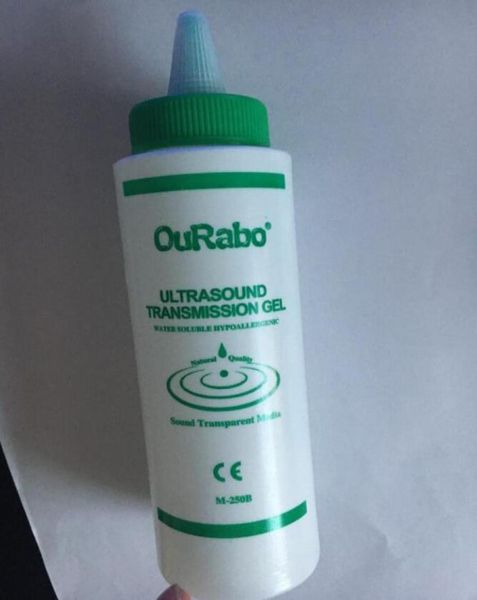 OuRabo®
ULTRASOUND
TRANSMISSION GEL
WATER SOLUBLE HYPOALLERGENIC
Natural Quality
Sound Transparent Media
CE
M-250B